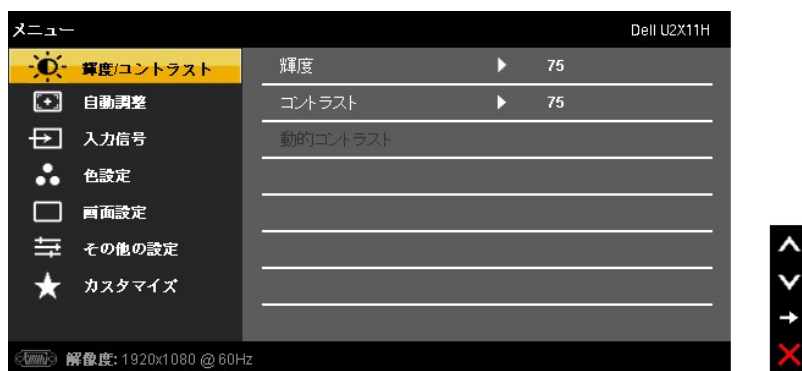 メニュー Dell U2X11H
輝度/コントラスト 輝度 75
自動調整 コントラスト 75
入力信号 動的コントラスト
色設定
画面設定
その他の設定
カスタマイズ
解像度: 1920x1080 @ 60Hz